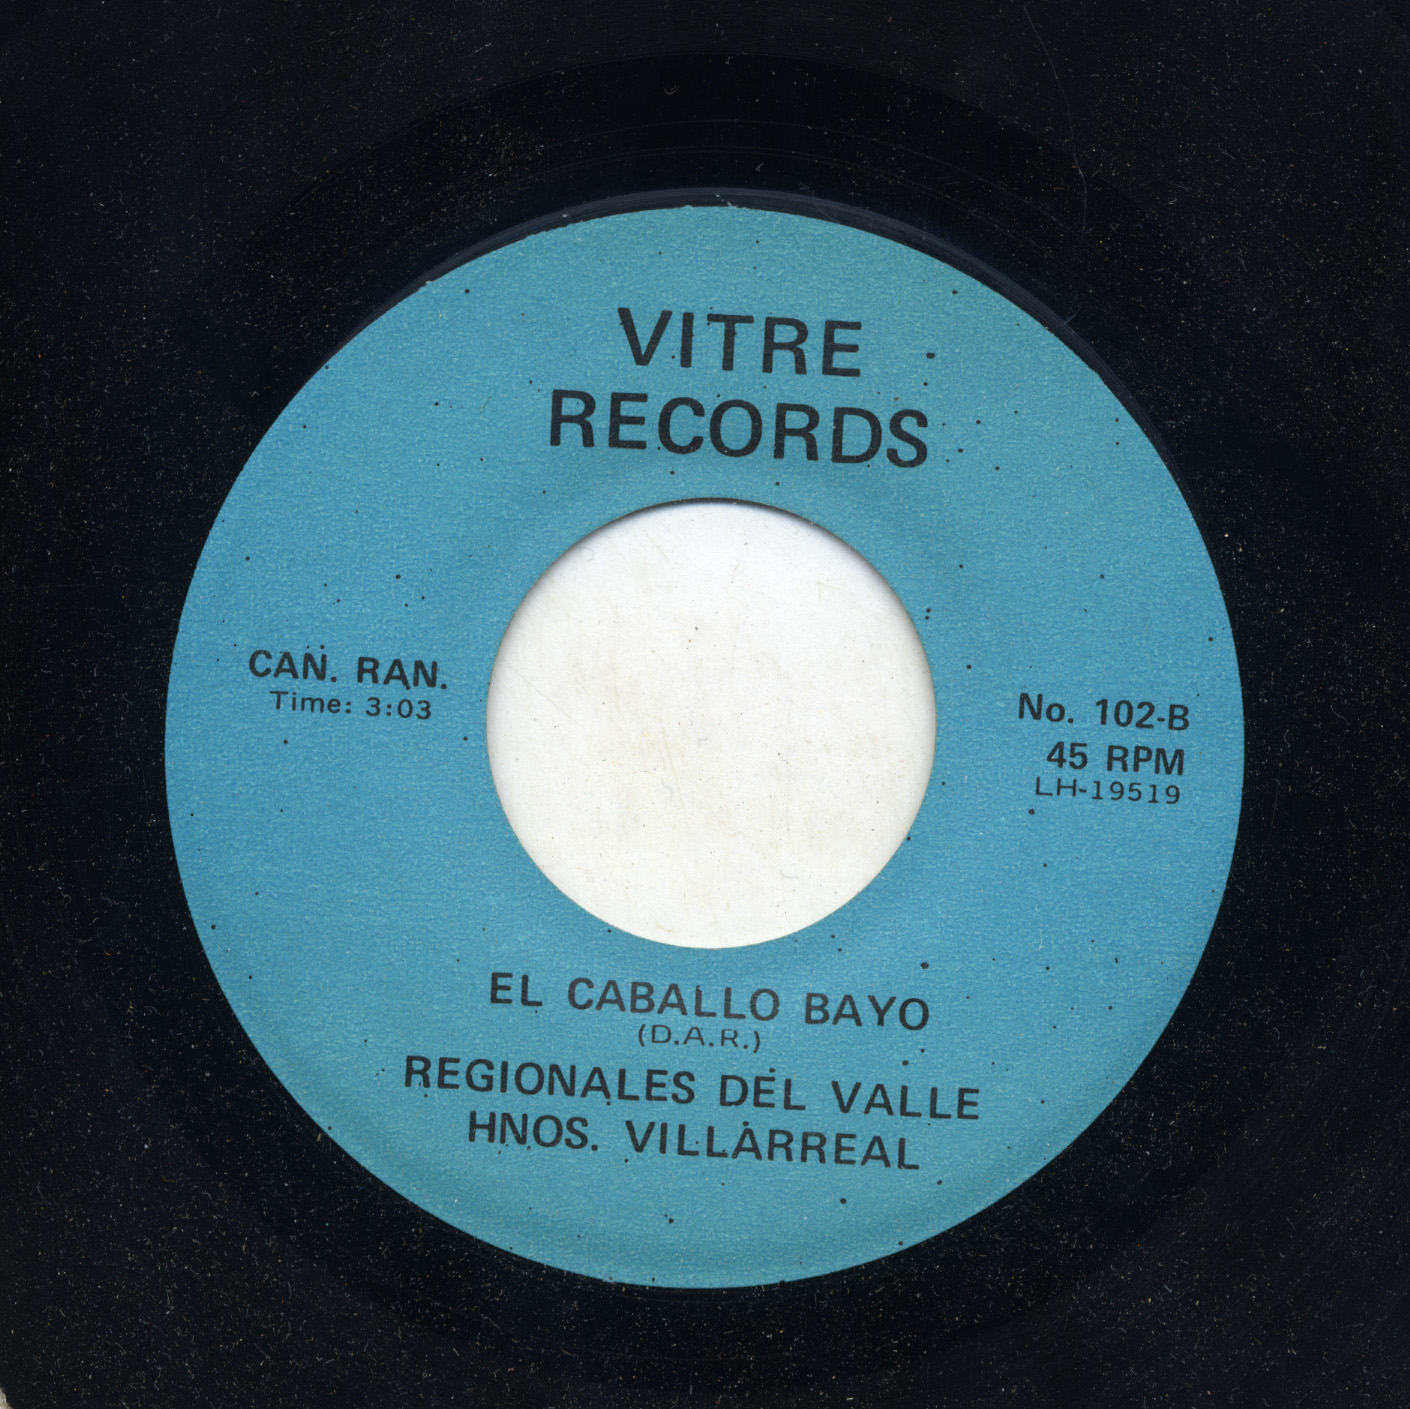 VITRE
RECORDS
CAN. RAN.
Time: 3:03
No. 102-B
45 RPM
LH-19519
EL CABALLO BAYO
(D.A.R.)
REGIONALES DEL VALLE
HNOS. VILLARREAL